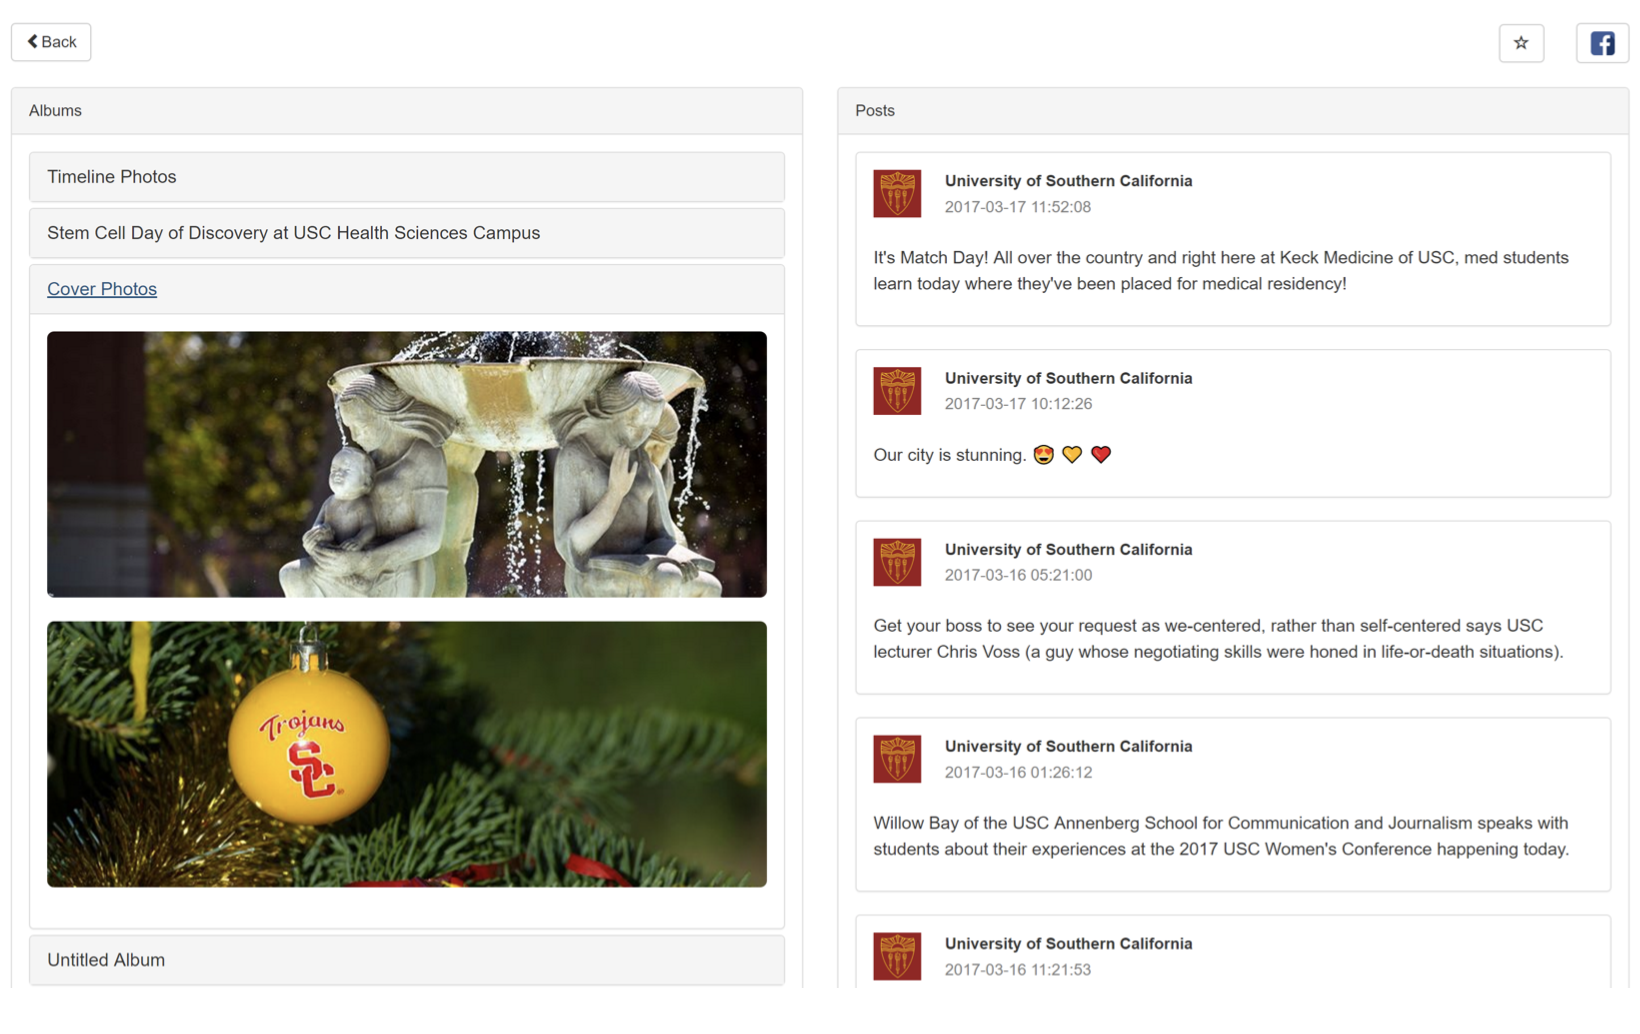 Back
Albums
Timeline Photos
Stem Cell Day of Discovery at USC Health Sciences Campus
Cover Photos
Trojans
SC
Untitled Album
Posts
University of Southern California
2017-03-17 11:52:08
It's Match Day! All over the country and right here at Keck Medicine of USC, med students
learn today where they've been placed for medical residency!
University of Southern California
2017-03-17 10:12:26
Our city is stunning. 😍 💛 ❤️
University of Southern California
2017-03-16 05:21:00
Get your boss to see your request as we-centered, rather than self-centered says USC
lecturer Chris Voss (a guy whose negotiating skills were honed in life-or-death situations).
University of Southern California
2017-03-16 01:26:12
Willow Bay of the USC Annenberg School for Communication and Journalism speaks with
students about their experiences at the 2017 USC Women's Conference happening today.
University of Southern California
2017-03-16 11:21:53